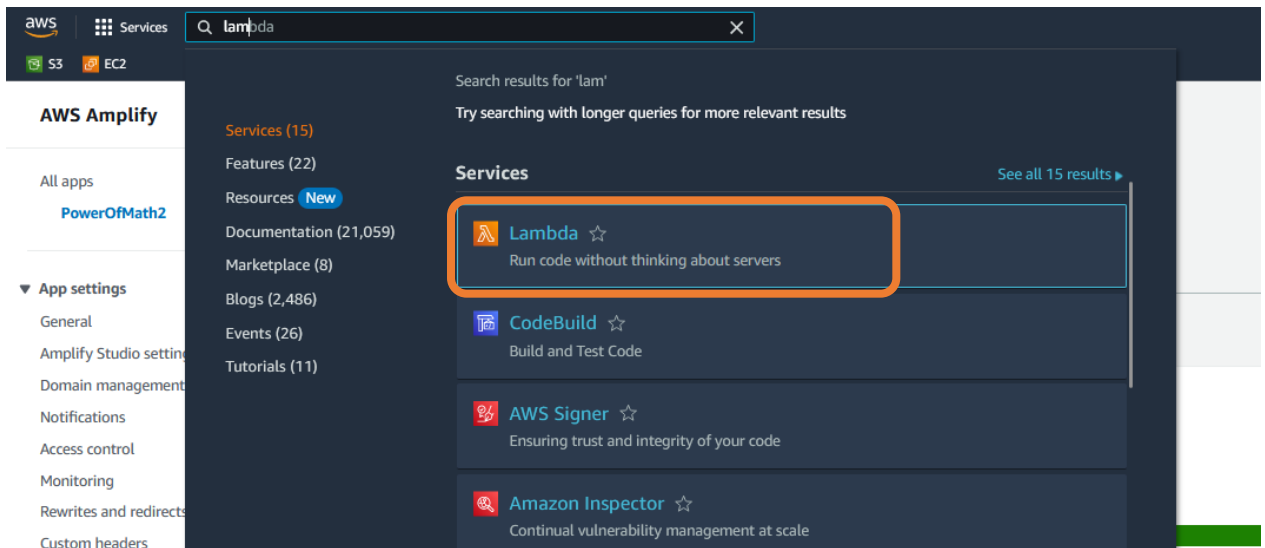 aws
Services
lambda
S3
EC2
AWS Amplify
All apps
PowerOfMath2
App settings
General
Amplify Studio setting
Domain management
Notifications
Access control
Monitoring
Rewrites and redirects
Custom headers
Services (15)
Features (22)
Resources New
Documentation (21,059)
Marketplace (8)
Blogs (2,486)
Events (26)
Tutorials (11)
Search results for 'lam'
Try searching with longer queries for more relevant results
Services
See all 15 results
Lambda
Run code without thinking about servers
CodeBuild
Build and Test Code
AWS Signer
Ensuring trust and integrity of your code
Amazon Inspector
Continual vulnerability management at scale